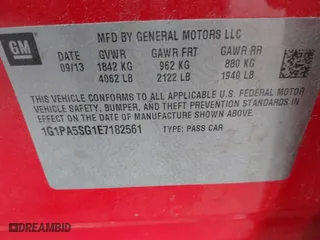 GM
MFD BY GENERAL MOTORS LLC
DATE GVWR GAWR FRT GAWR RR
09/13 1842 KG 962 KG 880 KG
4062 LB 2122 LB 1940 LB
THIS VEHICLE CONFORMS TO ALL APPLICABLE U.S. FEDERAL MOTOR
VEHICLE SAFETY, BUMPER, AND THEFT PREVENTION
STANDARDS IN EFFECT ON THE DATE OF MANUFACTURE SHOWN ABOVE.
1G1PA5SG1E7182561 TYPE: PASS CAR
DREAMBID